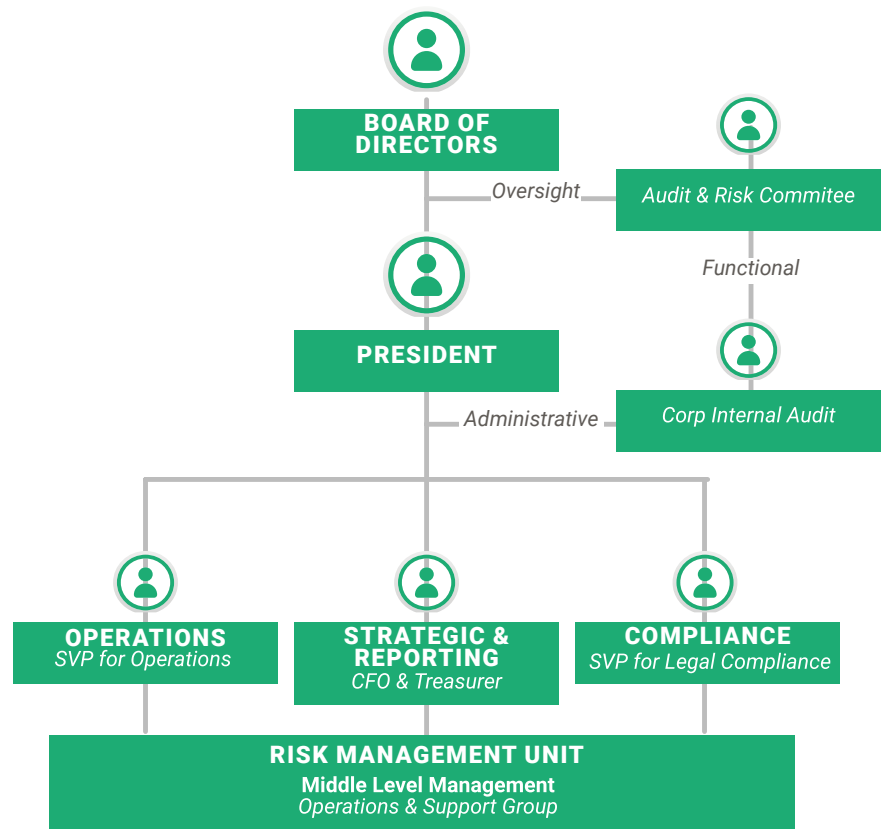 BOARD OF
DIRECTORS
Oversight
Audit & Risk Commitee
Functional
PRESIDENT
Administrative
Corp Internal Audit
OPERATIONS
SVP for Operations
STRATEGIC &
REPORTING
CFO & Treasurer
COMPLIANCE
SVP for Legal Compliance
RISK MANAGEMENT UNIT
Middle Level Management
Operations & Support Group